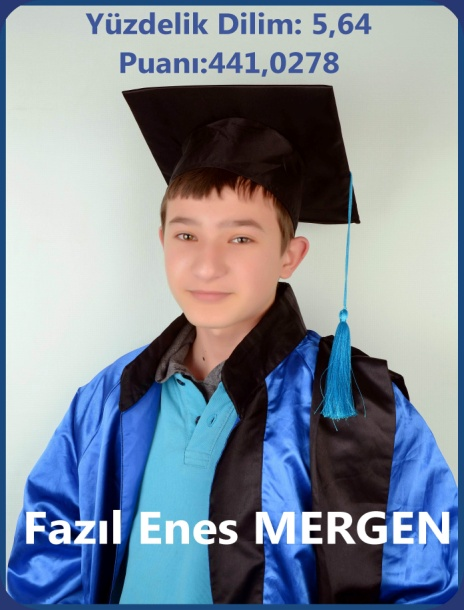 Yüzdelik Dilim: 5,64
Puanı:441,0278
Fazıl Enes MERGEN